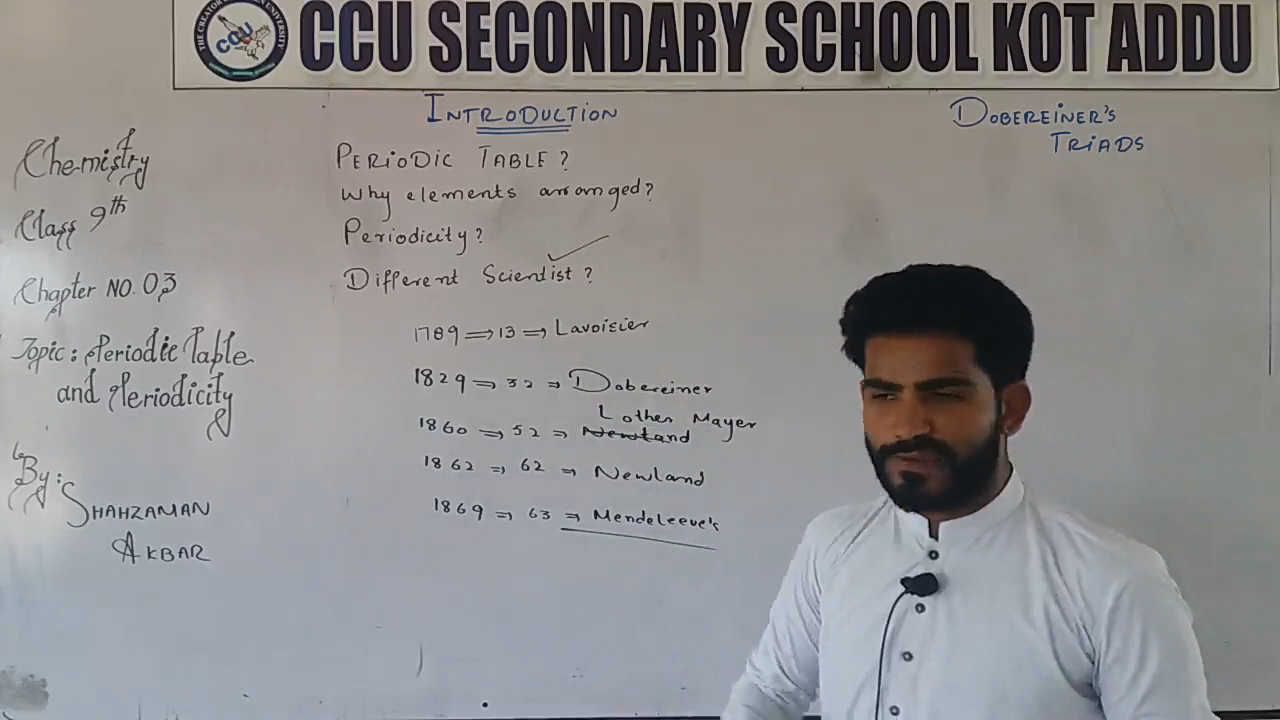 CCU SECONDARY SCHOOL KOT ADDU
CCU
Chemistry
Class 9th
Chapter NO. 03
Topic: Periodic Table
and Periodicity
By:
SHAHZAMAN
AKBAR
INTRODUCTION
PERIODIC TABLE?
Why elements arranged?
Periodicity?
Different Scientist?
1789 ⇒ 13 ⇒ Lavoisier
1829 ⇒ 32 ⇒ Dobereiner
Lother Mayer
1860 ⇒ 52 ⇒ Newland
1862 ⇒ 62 ⇒ Newland
1869 ⇒ 63 ⇒ Mendeleeve's
DOBEREINER'S
TRIADS